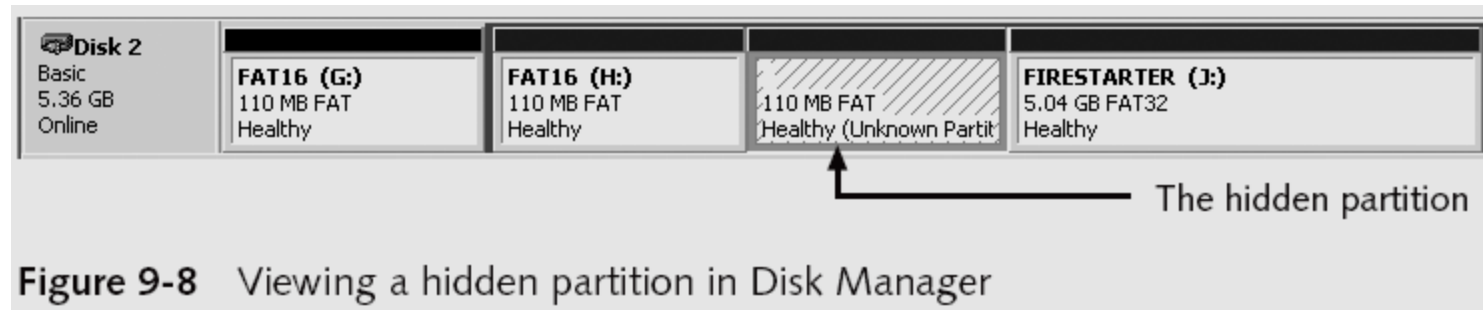 Disk 2
Basic
5.36 GB
Online
FAT16 (G:)
110 MB FAT
Healthy
FAT16 (H:)
110 MB FAT
Healthy
110 MB FAT
Healthy (Unknown Partit
FIRESTARTER (J:)
5.04 GB FAT32
Healthy
The hidden partition
Figure 9-8 Viewing a hidden partition in Disk Manager